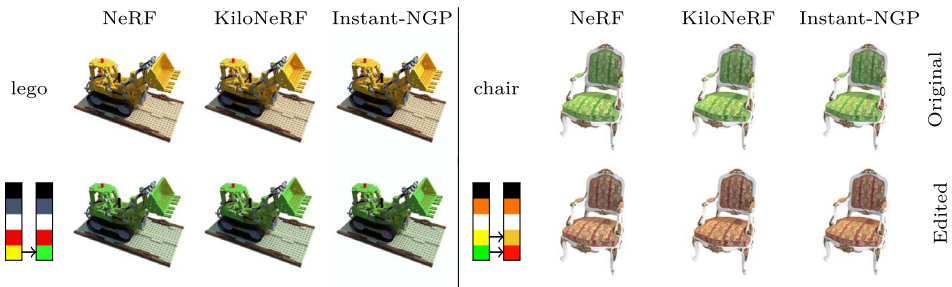 NeRF KiloNeRF Instant-NGP NeRF KiloNeRF Instant-NGP
lego chair Original
Edited